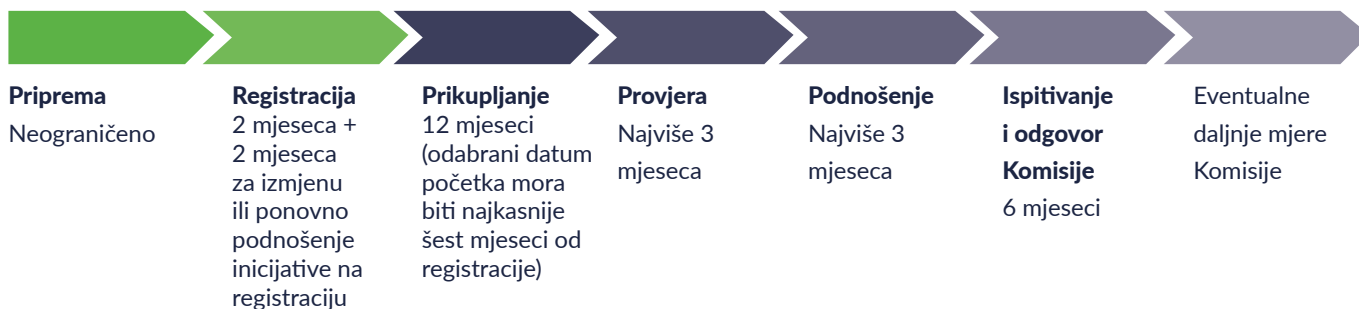 Priprema
Neograničeno
Registracija
2 mjeseca +
2 mjeseca
za izmjenu
ili ponovno
podnošenje
inicijative na
registraciju
Prikupljanje
12 mjeseci
(odabrani datum
početka mora
biti najkasnije
šest mjeseci od
registracije)
Provjera
Najviše 3
mjeseca
Podnošenje
Najviše 3
mjeseca
Ispitivanje
i odgovor
Komisije
6 mjeseci
Eventualne
daljnje mjere
Komisije